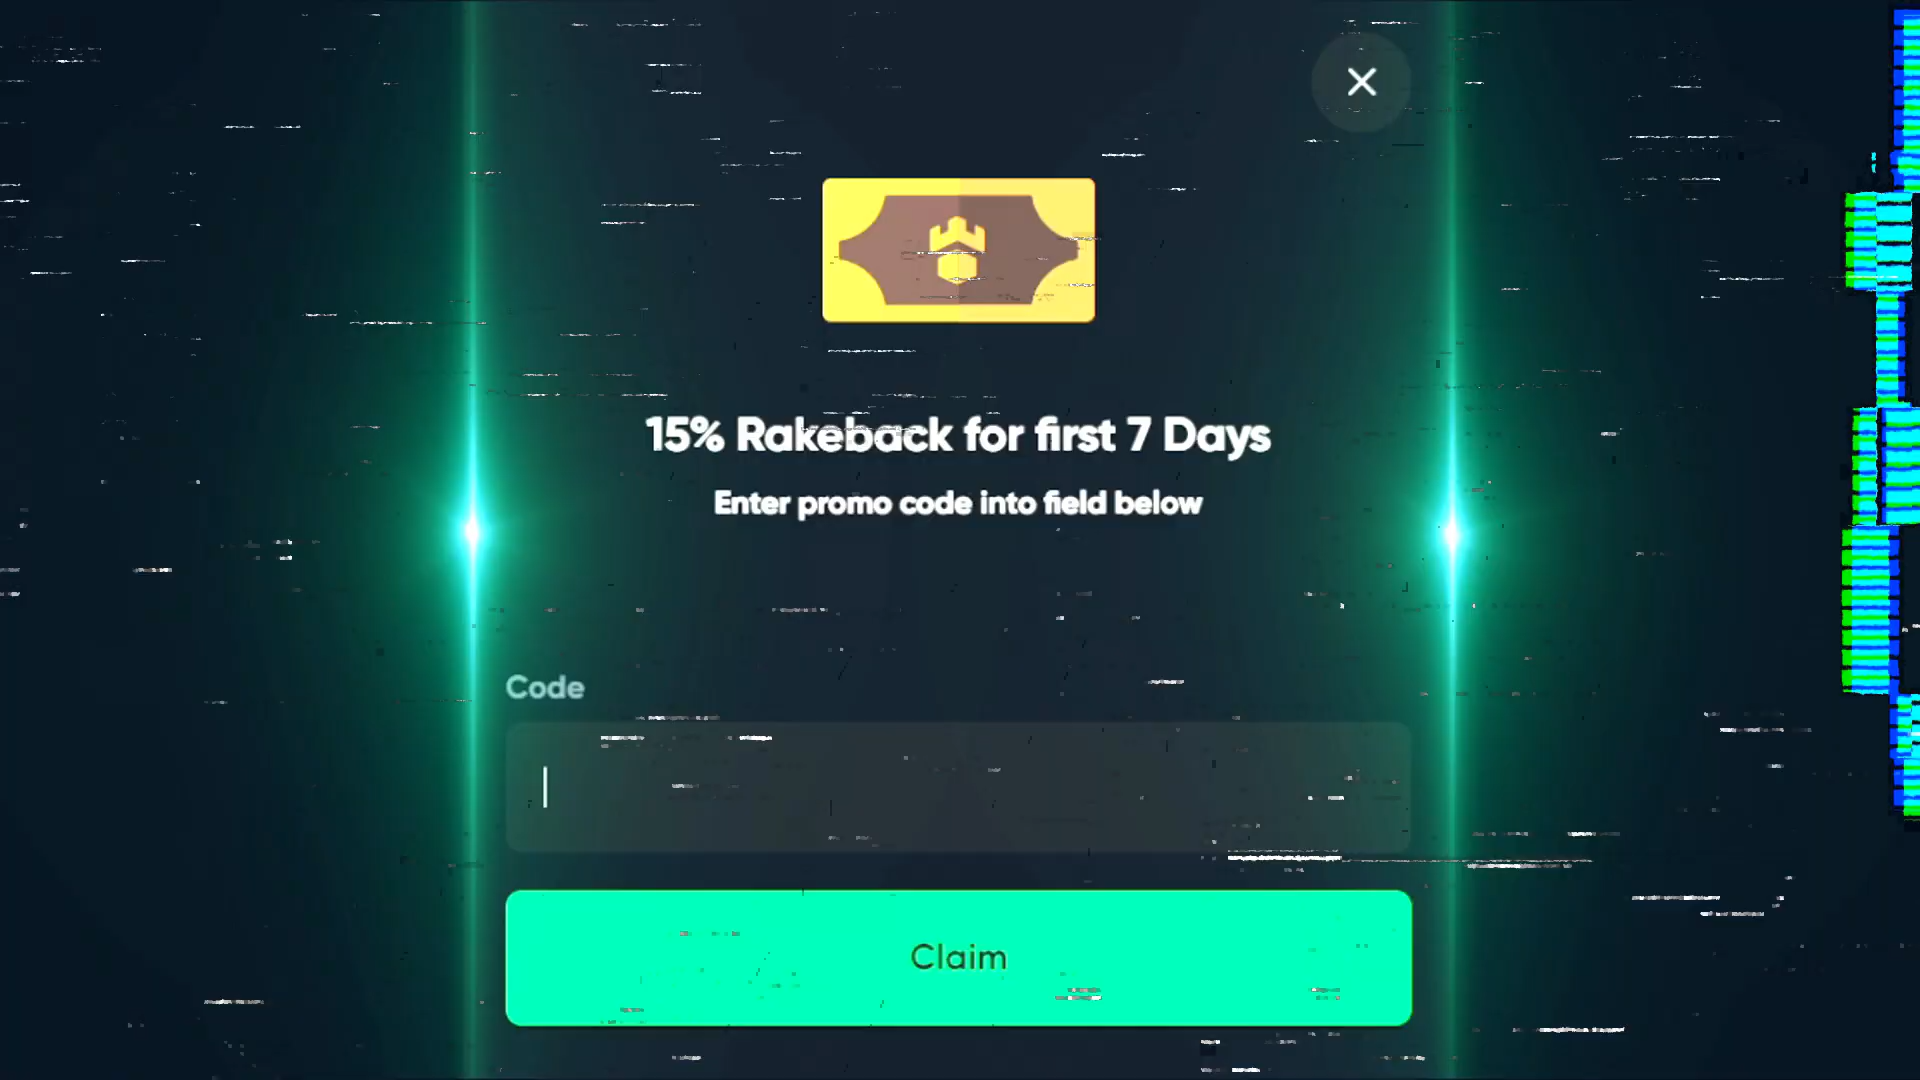 15% Rakeback for first 7 Days
Enter promo code into field below
Code
Claim